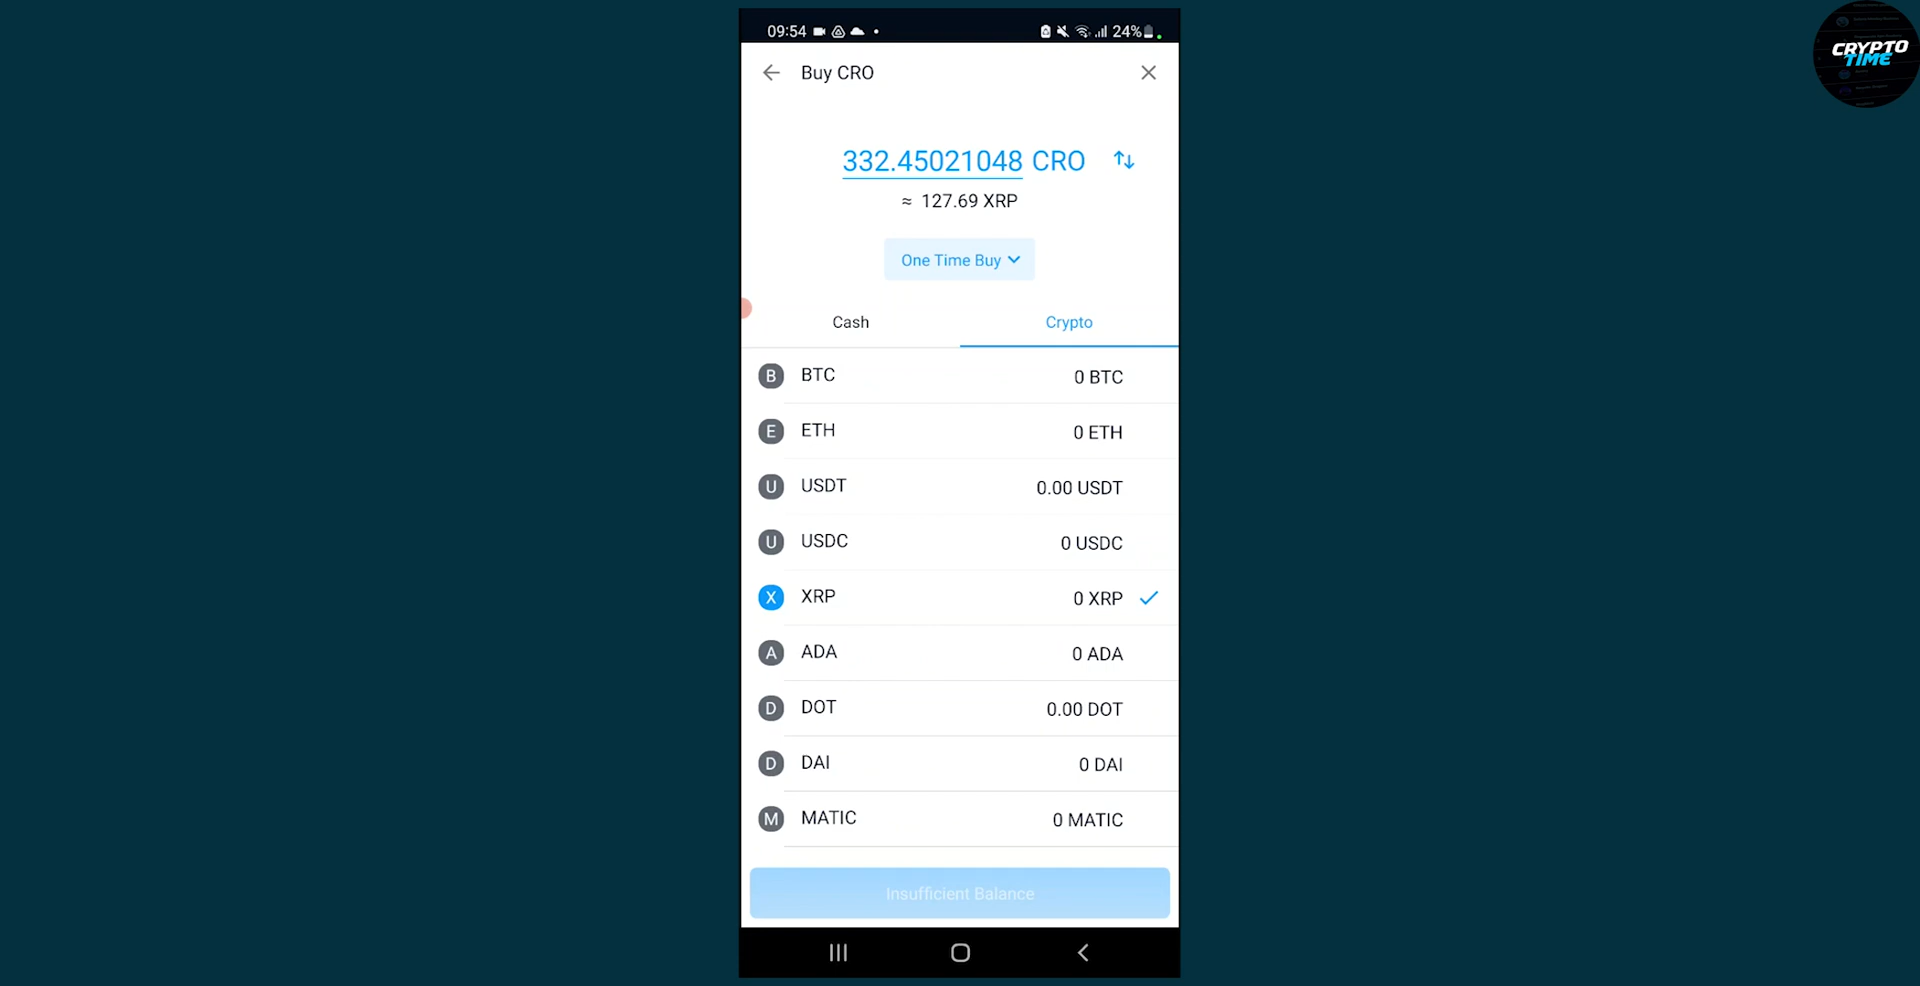 09:54
24%
CRYPTO
TIME
Buy CRO
332.45021048 CRO
≈ 127.69 XRP
One Time Buy
Cash
Crypto
B BTC 0 BTC
E ETH 0 ETH
U USDT 0.00 USDT
U USDC 0 USDC
X XRP 0 XRP
A ADA 0 ADA
D DOT 0.00 DOT
D DAI 0 DAI
M MATIC 0 MATIC
Insufficient Balance